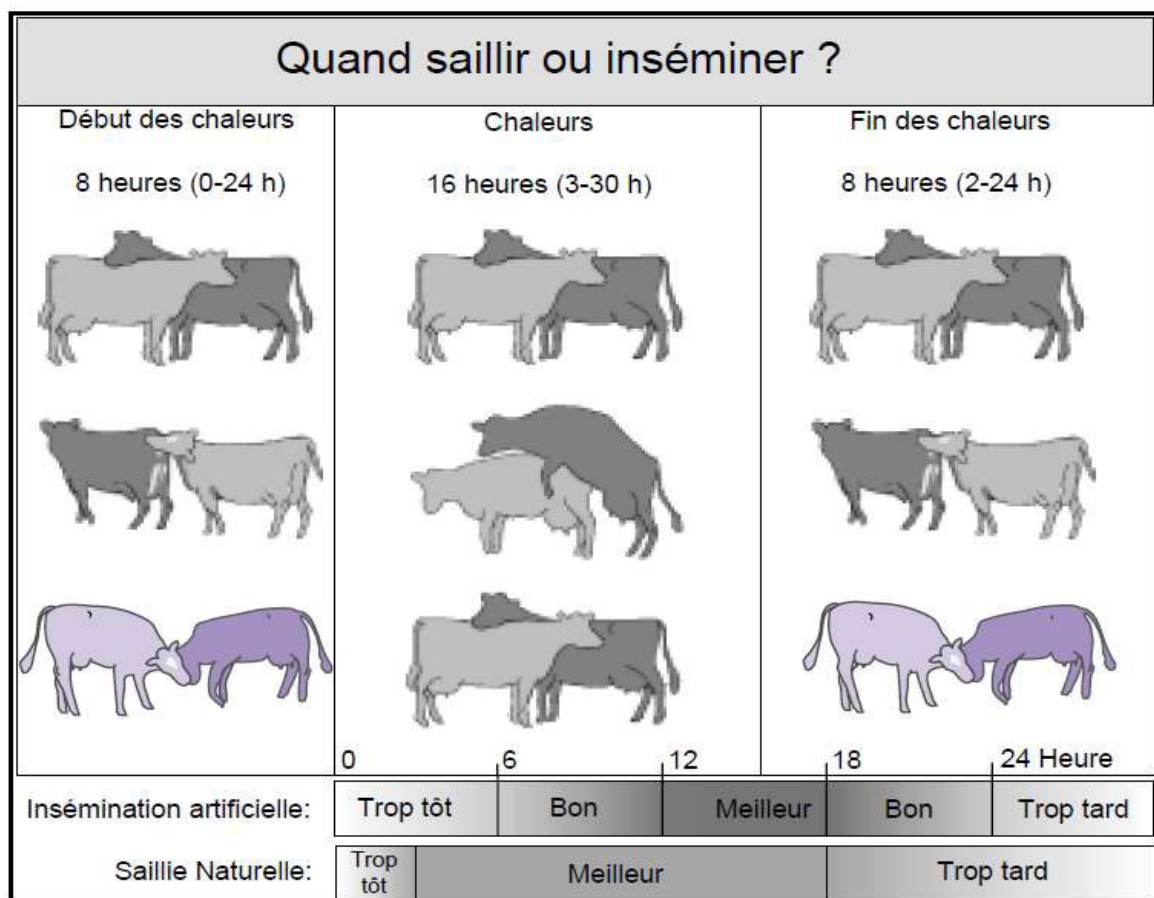 Quand saillir ou inséminer ?
Début des chaleurs
8 heures (0-24 h)
Chaleurs
16 heures (3-30 h)
Fin des chaleurs
8 heures (2-24 h)
0 6 12 18 24 Heure
Insémination artificielle: Trop tôt Bon Meilleur Bon Trop tard
Saillie Naturelle: Trop tôt Meilleur Trop tard